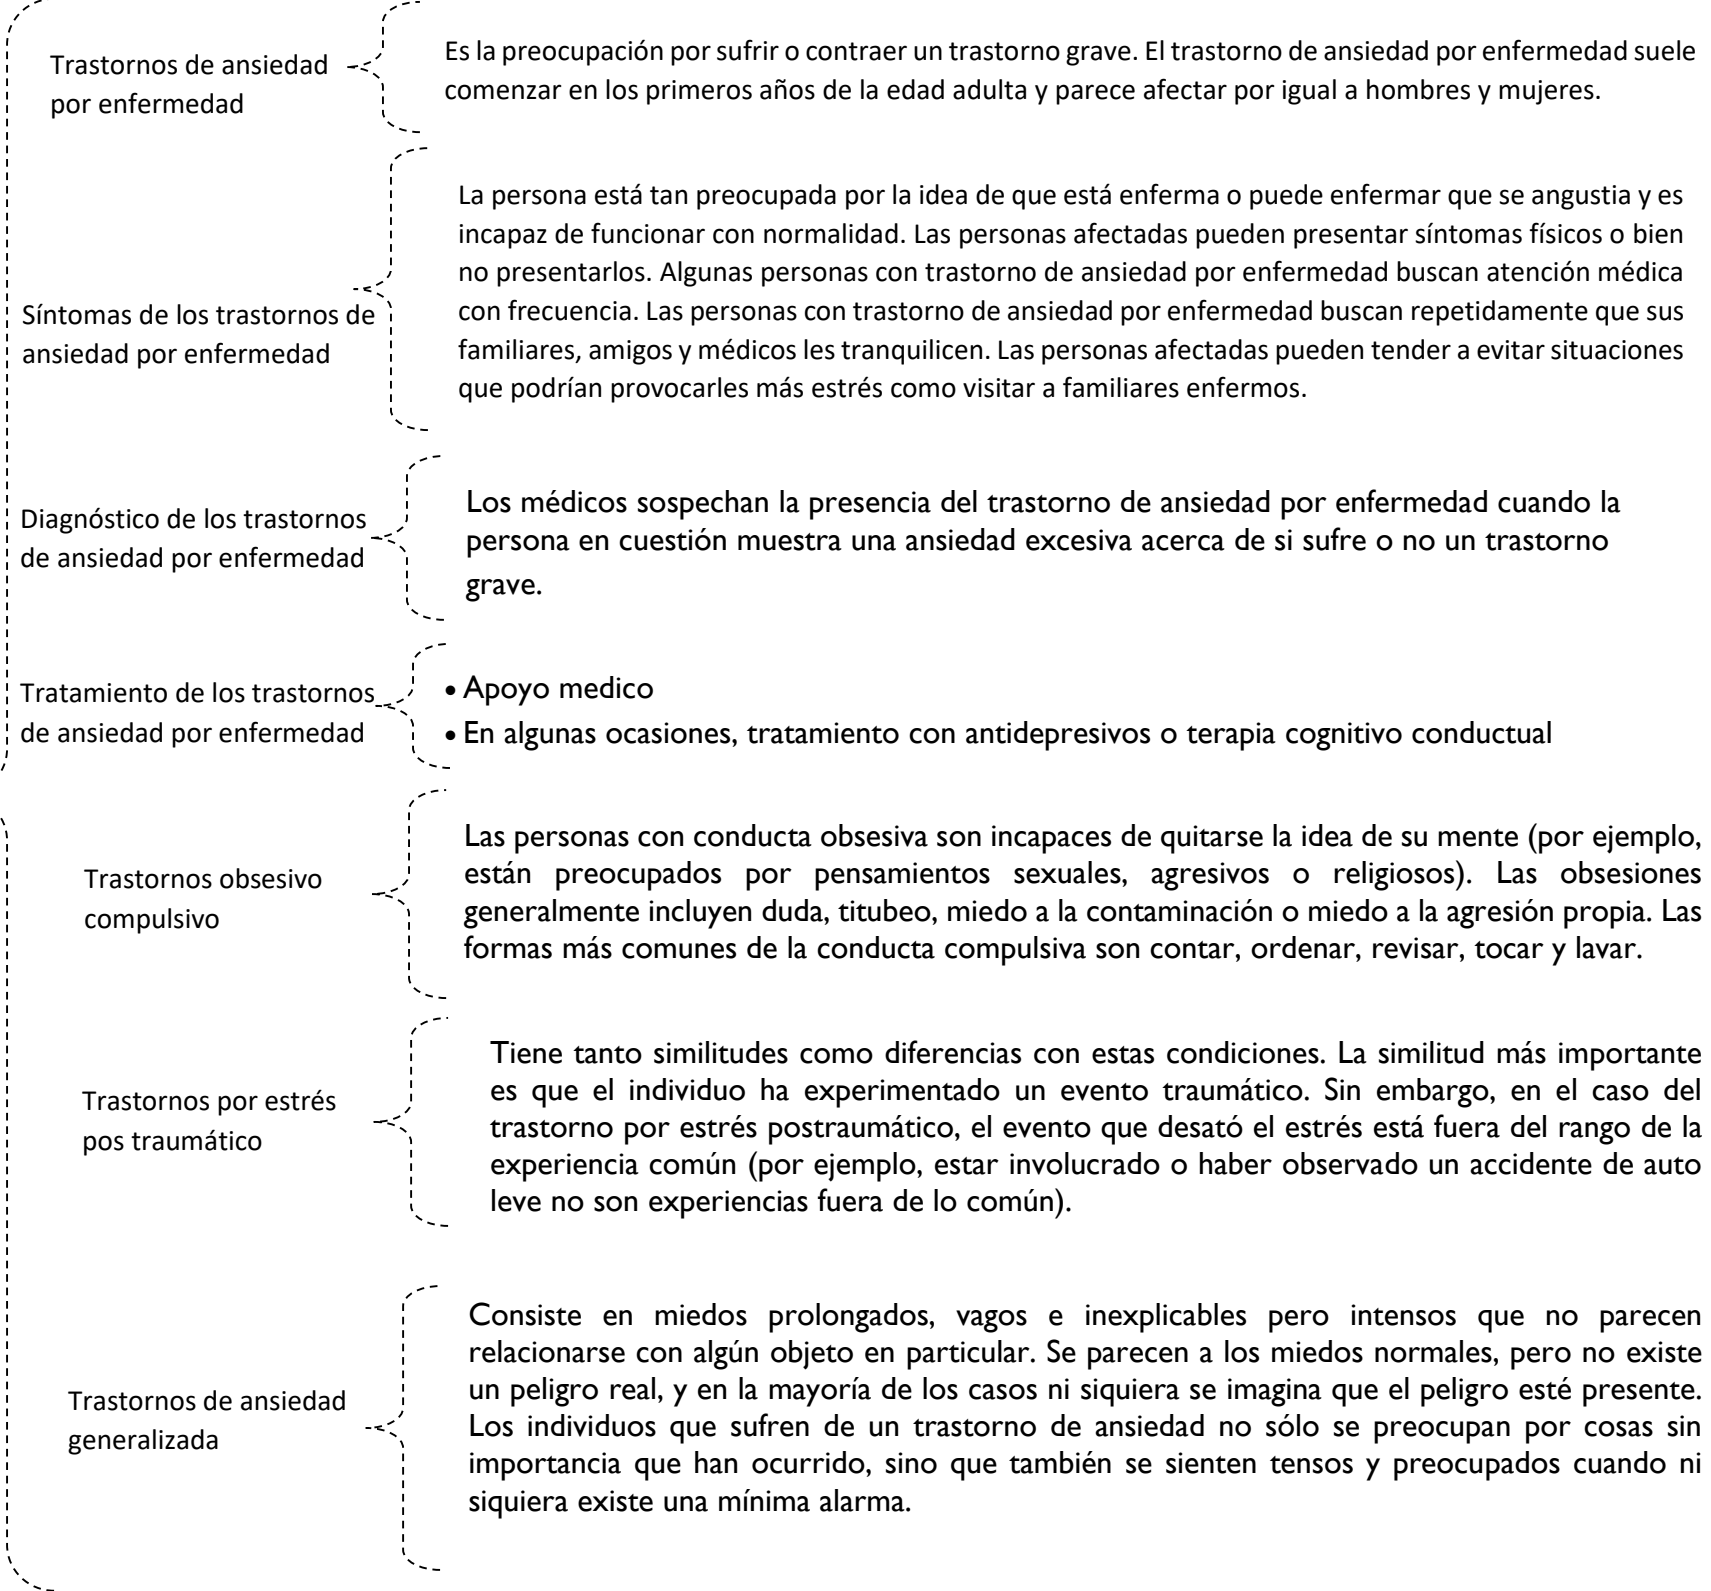 Trastornos de ansiedad
por enfermedad
Es la preocupación por sufrir o contraer un trastorno grave. El trastorno de ansiedad por enfermedad suele
comenzar en los primeros años de la edad adulta y parece afectar por igual a hombres y mujeres.
Síntomas de los trastornos de
ansiedad por enfermedad
La persona está tan preocupada por la idea de que está enferma o puede enfermar que se angustia y es
incapaz de funcionar con normalidad. Las personas afectadas pueden presentar síntomas físicos o bien
no presentarlos. Algunas personas con trastorno de ansiedad por enfermedad buscan atención médica
con frecuencia. Las personas con trastorno de ansiedad por enfermedad buscan repetidamente que sus
familiares, amigos y médicos les tranquilicen. Las personas afectadas pueden tender a evitar situaciones
que podrían provocarles más estrés como visitar a familiares enfermos.
Diagnóstico de los trastornos
de ansiedad por enfermedad
Los médicos sospechan la presencia del trastorno de ansiedad por enfermedad cuando la
persona en cuestión muestra una ansiedad excesiva acerca de si sufre o no un trastorno
grave.
Tratamiento de los trastornos
de ansiedad por enfermedad
• Apoyo medico
• En algunas ocasiones, tratamiento con antidepresivos o terapia cognitivo conductual
Trastornos obsesivo
compulsivo
Las personas con conducta obsesiva son incapaces de quitarse la idea de su mente (por ejemplo,
están preocupados por pensamientos sexuales, agresivos o religiosos). Las obsesiones
generalmente incluyen duda, titubeo, miedo a la contaminación o miedo a la agresión propia. Las
formas más comunes de la conducta compulsiva son contar, ordenar, revisar, tocar y lavar.
Trastornos por estrés
pos traumático
Tiene tanto similitudes como diferencias con estas condiciones. La similitud más importante
es que el individuo ha experimentado un evento traumático. Sin embargo, en el caso del
trastorno por estrés postraumático, el evento que desató el estrés está fuera del rango de la
experiencia común (por ejemplo, estar involucrado o haber observado un accidente de auto
leve no son experiencias fuera de lo común).
Trastornos de ansiedad
generalizada
Consiste en miedos prolongados, vagos e inexplicables pero intensos que no parecen
relacionarse con algún objeto en particular. Se parecen a los miedos normales, pero no existe
un peligro real, y en la mayoría de los casos ni siquiera se imagina que el peligro esté presente.
Los individuos que sufren de un trastorno de ansiedad no sólo se preocupan por cosas sin
importancia que han ocurrido, sino que también se sienten tensos y preocupados cuando ni
siquiera existe una mínima alarma.